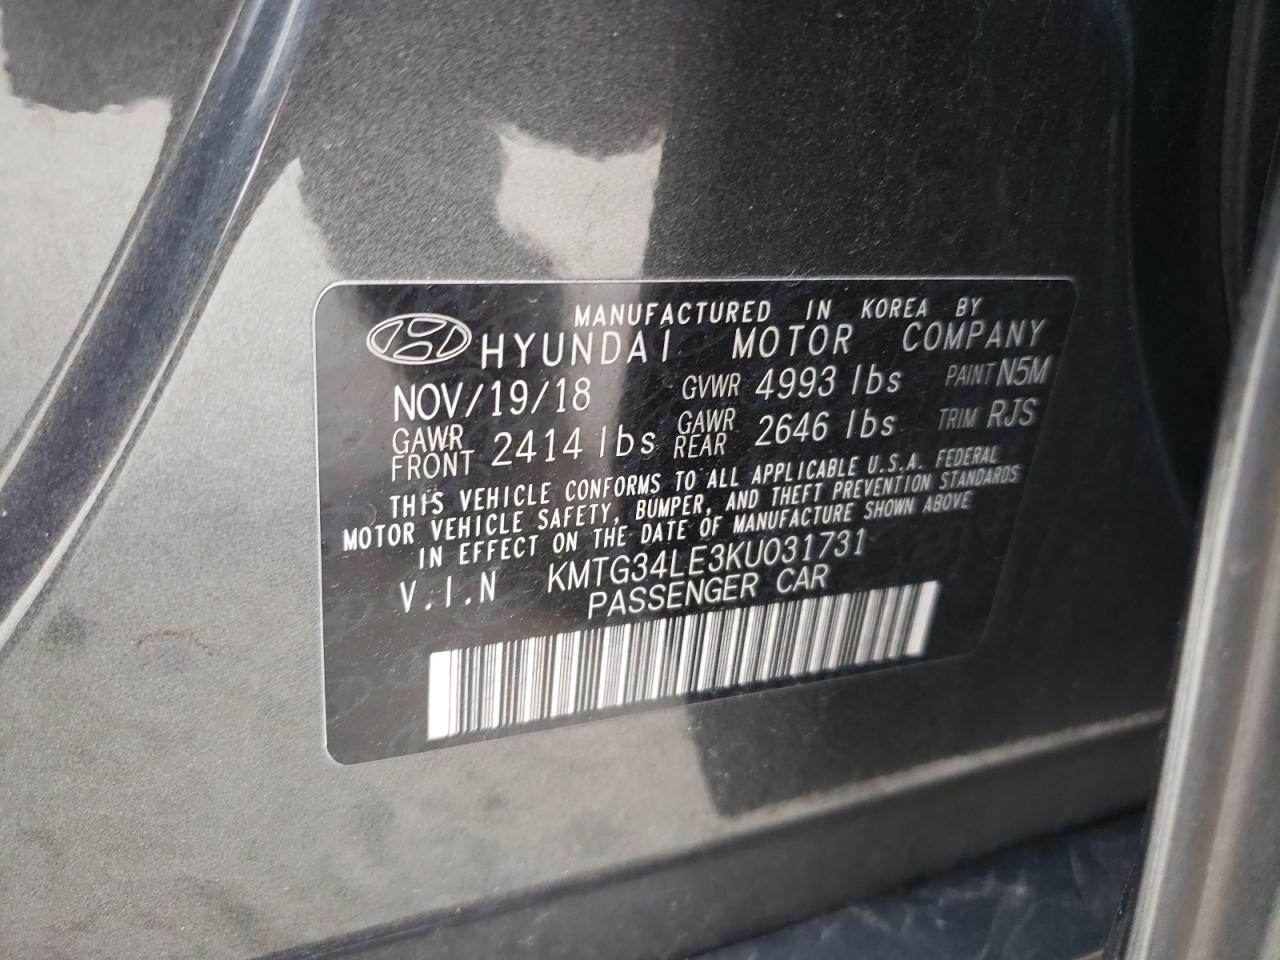 MANUFACTURED IN KOREA BY
HYUNDAI MOTOR COMPANY
NOV/19/18 GVWR 4993 lbs PAINT N5M
GAWR FRONT 2414 lbs GAWR REAR 2646 lbs TRIM RJS
THIS VEHICLE CONFORMS TO ALL APPLICABLE U.S.A. FEDERAL
MOTOR VEHICLE SAFETY, BUMPER, AND THEFT PREVENTION STANDARDS
IN EFFECT ON THE DATE OF MANUFACTURE SHOWN ABOVE
V.I.N KMTG34LE3KU031731
PASSENGER CAR